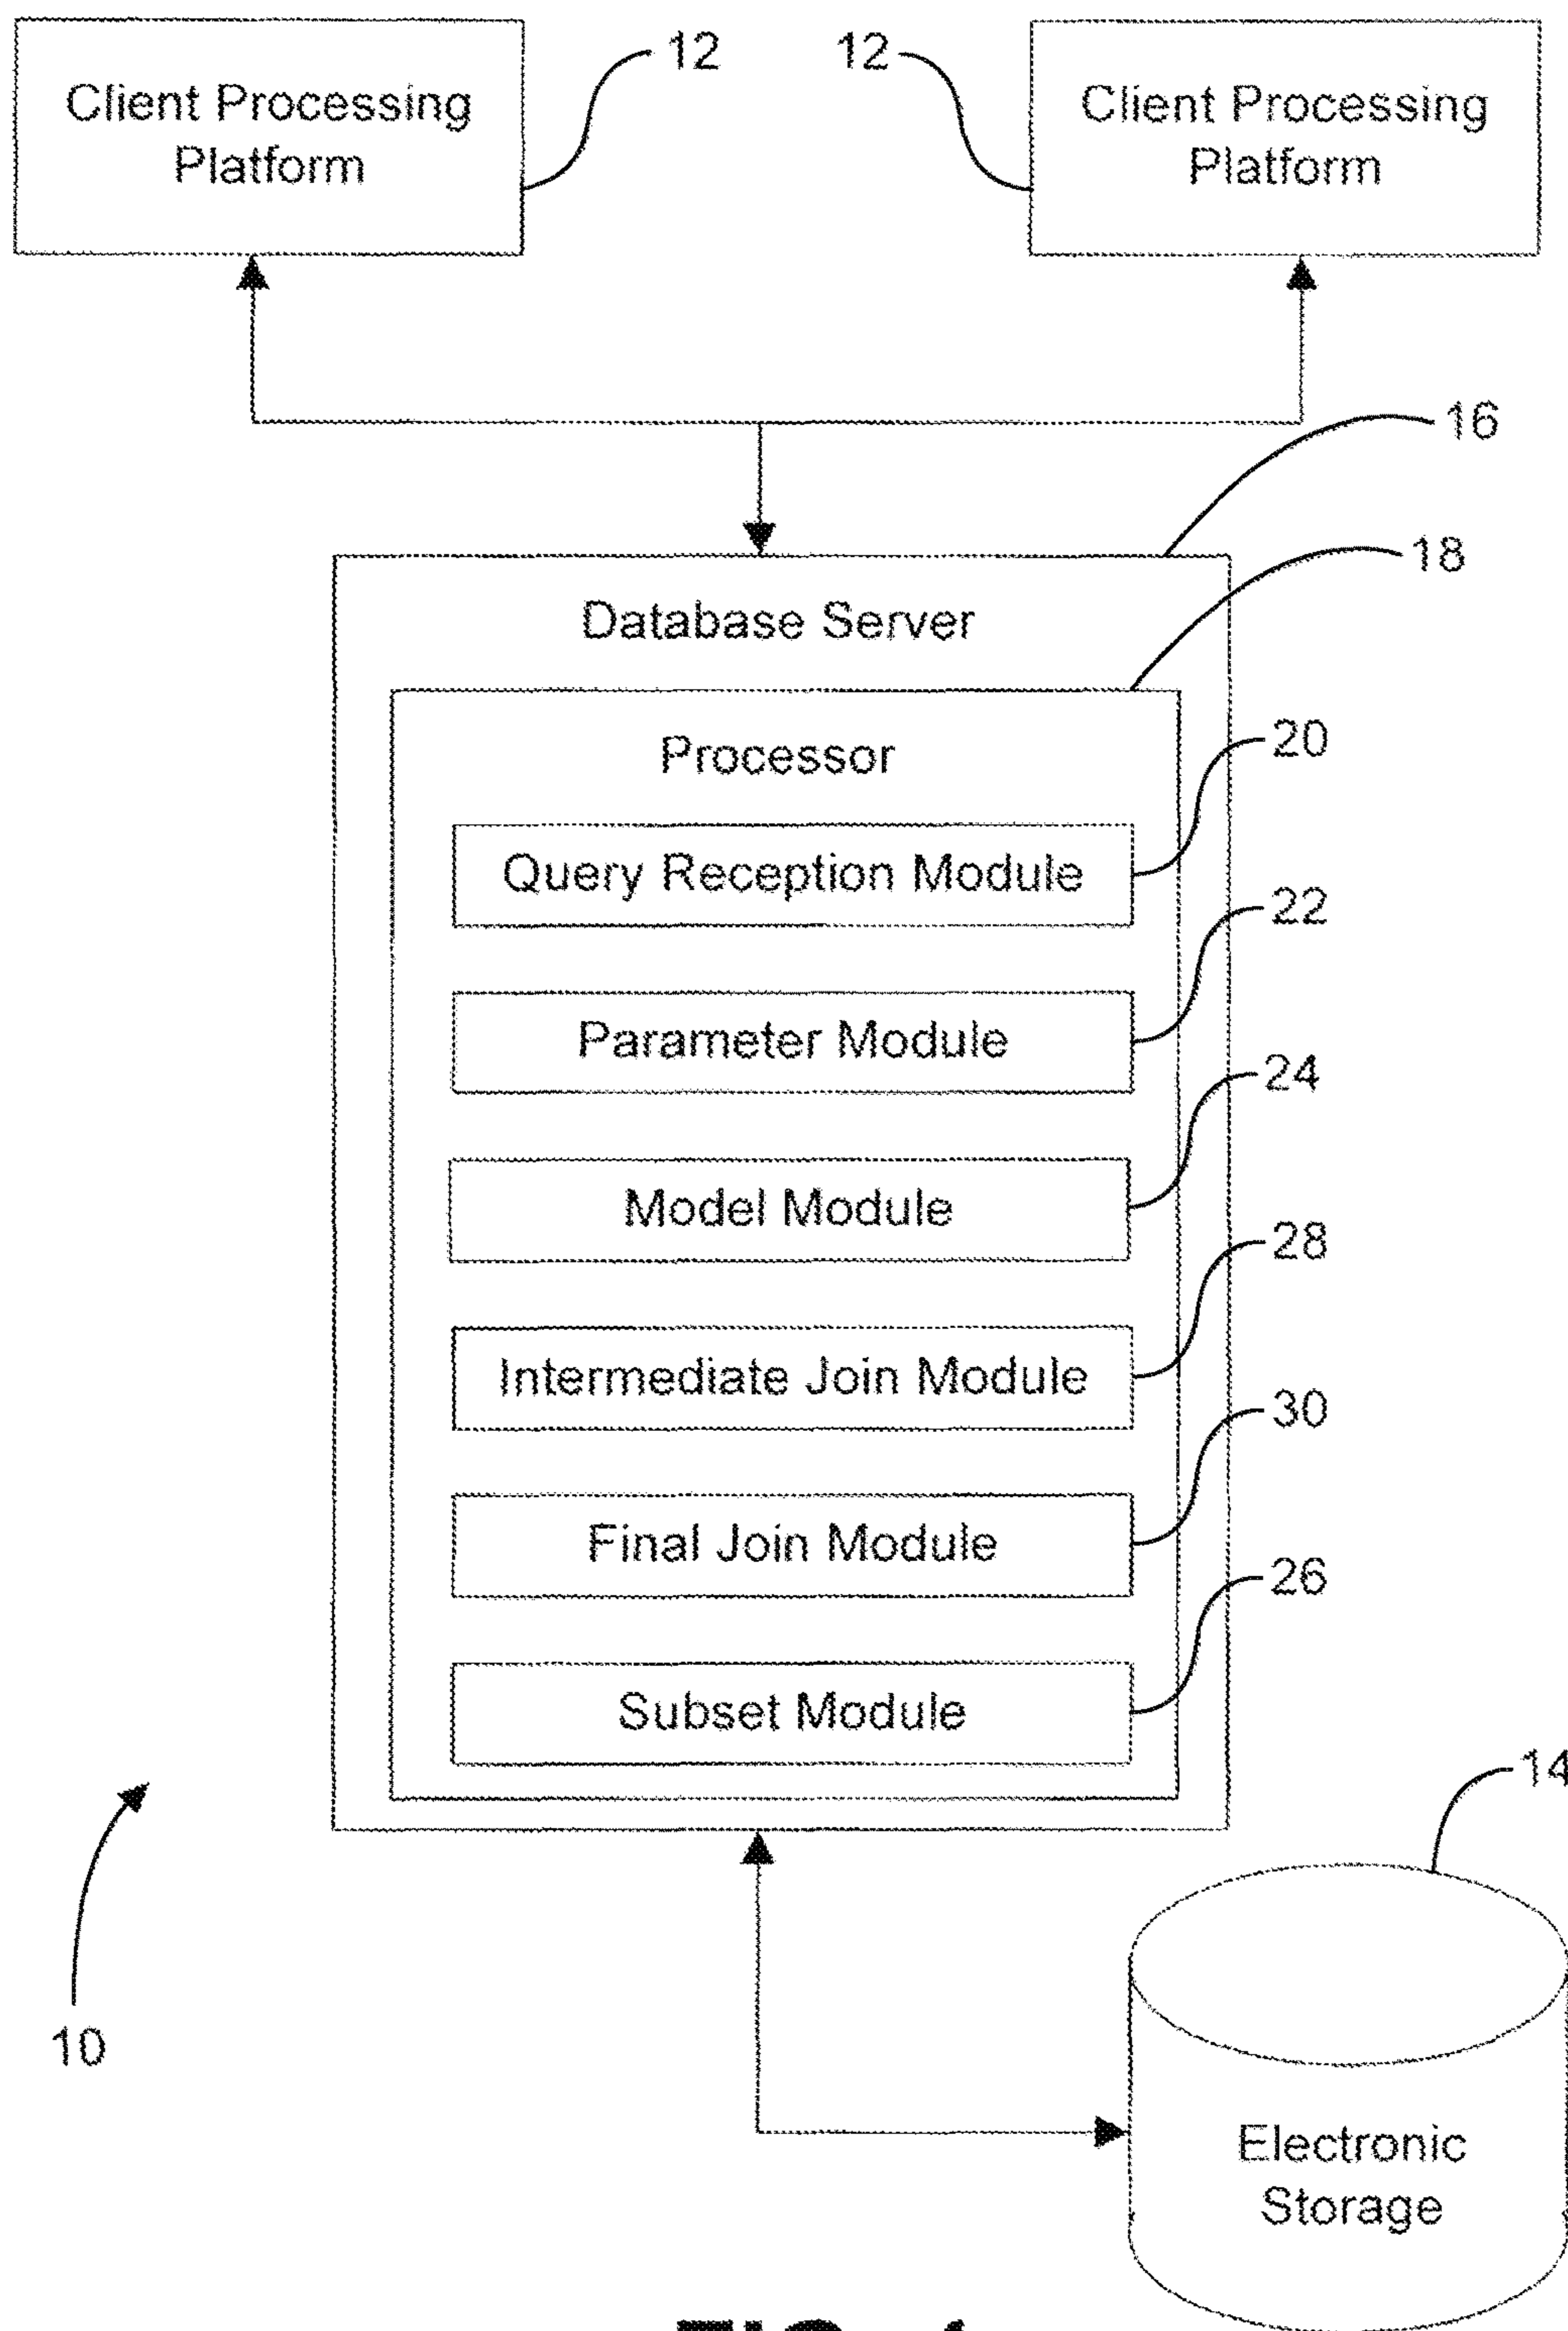 Client Processing
Platform
12
12
Client Processing
Platform
16
18
Database Server
Processor
20
Query Reception Module
22
Parameter Module
24
Model Module
28
Intermediate Join Module
30
Final Join Module
26
Subset Module
14
10
Electronic
Storage